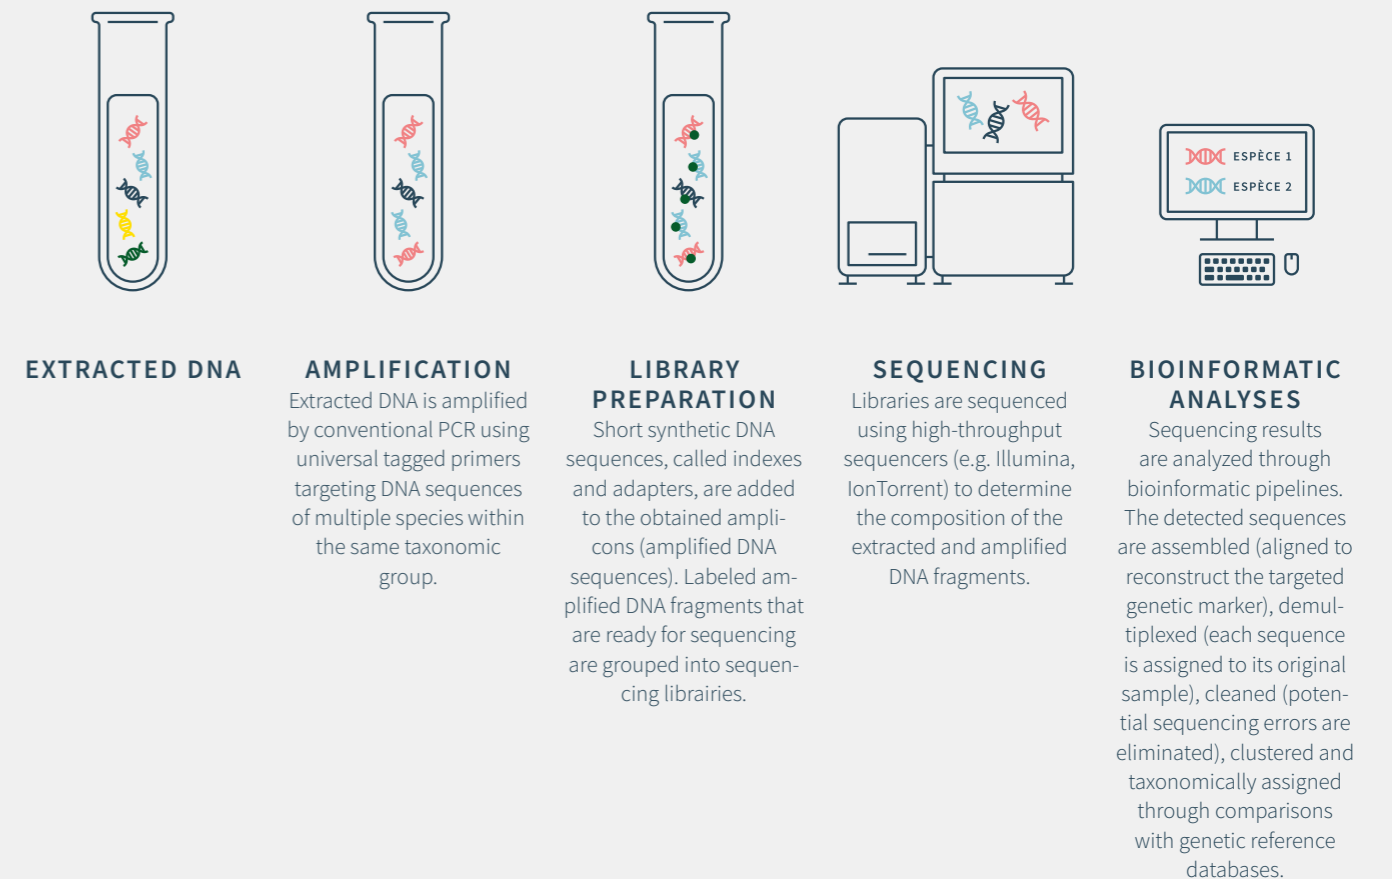 ESPÈCE 1
ESPÈCE 2
EXTRACTED DNA
AMPLIFICATION
Extracted DNA is amplified
by conventional PCR using
universal tagged primers
targeting DNA sequences
of multiple species within
the same taxonomic
group.
LIBRARY
PREPARATION
Short synthetic DNA
sequences, called indexes
and adapters, are added
to the obtained ampli-
cons (amplified DNA
sequences). Labeled am-
plified DNA fragments that
are ready for sequencing
are grouped into sequen-
cing librairies.
SEQUENCING
Libraries are sequenced
using high-throughput
sequencers (e.g. Illumina,
IonTorrent) to determine
the composition of the
extracted and amplified
DNA fragments.
BIOINFORMATIC
ANALYSES
Sequencing results
are analyzed through
bioinformatic pipelines.
The detected sequences
are assembled (aligned to
reconstruct the targeted
genetic marker), demul-
tiplexed (each sequence
is assigned to its original
sample), cleaned (poten-
tial sequencing errors are
eliminated), clustered and
taxonomically assigned
through comparisons
with genetic reference
databases.